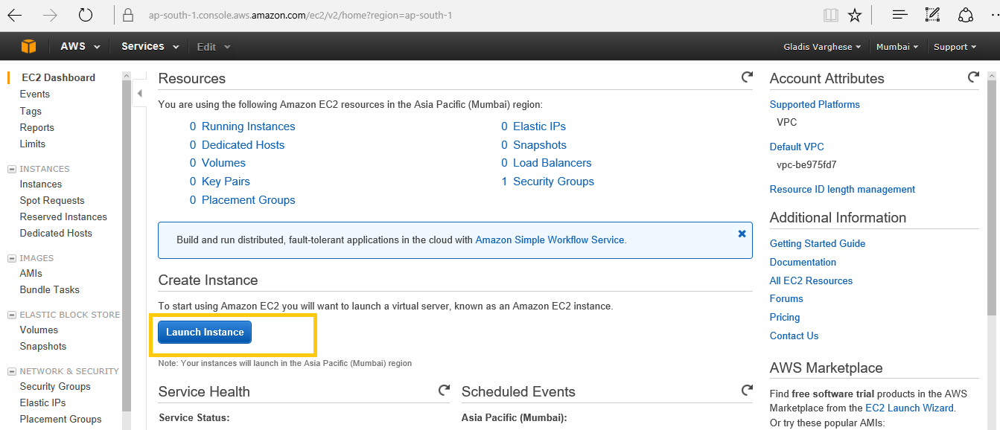 ap-south-1.console.aws.amazon.com/ec2/v2/home?region=ap-south-1
AWS Services Edit Gladis Varghese Mumbai Support
EC2 Dashboard
Events
Tags
Reports
Limits
INSTANCES
Instances
Spot Requests
Reserved Instances
Dedicated Hosts
IMAGES
AMIs
Bundle Tasks
ELASTIC BLOCK STORE
Volumes
Snapshots
NETWORK & SECURITY
Security Groups
Elastic IPs
Placement Groups
Resources
You are using the following Amazon EC2 resources in the Asia Pacific (Mumbai) region:
0 Running Instances
0 Dedicated Hosts
0 Volumes
0 Key Pairs
0 Placement Groups
0 Elastic IPs
0 Snapshots
0 Load Balancers
1 Security Groups
Build and run distributed, fault-tolerant applications in the cloud with Amazon Simple Workflow Service.
Create Instance
To start using Amazon EC2 you will want to launch a virtual server, known as an Amazon EC2 instance.
Launch Instance
Note: Your instances will launch in the Asia Pacific (Mumbai) region
Service Health
Service Status:
Scheduled Events
Asia Pacific (Mumbai):
Account Attributes
Supported Platforms
VPC
Default VPC
vpc-be975fd7
Resource ID length management
Additional Information
Getting Started Guide
Documentation
All EC2 Resources
Forums
Pricing
Contact Us
AWS Marketplace
Find free software trial products in the AWS
Marketplace from the EC2 Launch Wizard.
Or try these popular AMIs: